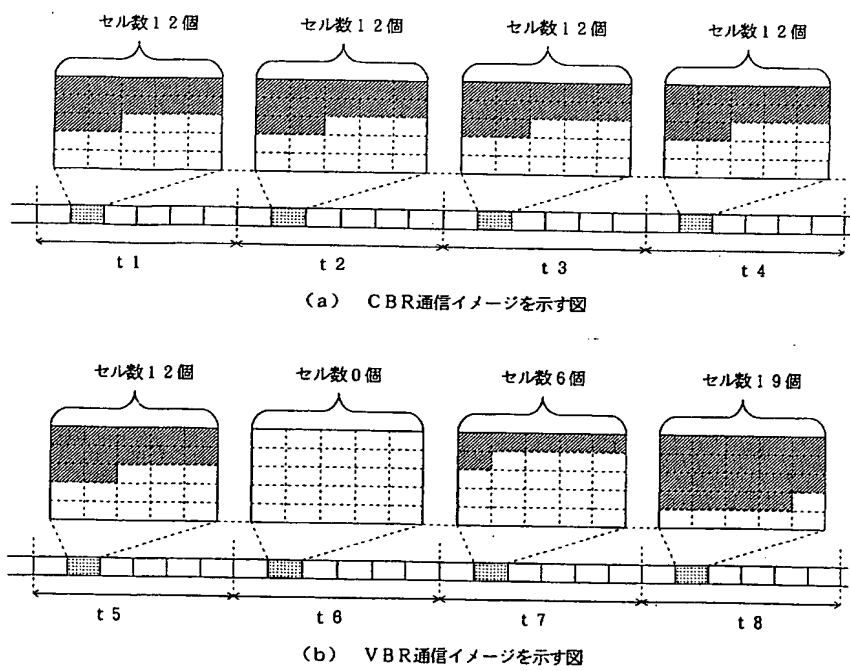 セル数12個 セル数12個 セル数12個 セル数12個
t1 t2 t3 t4
(a) CBR通信イメージを示す図
セル数12個 セル数0個 セル数6個 セル数19個
t5 t6 t7 t8
(b) VBR通信イメージを示す図